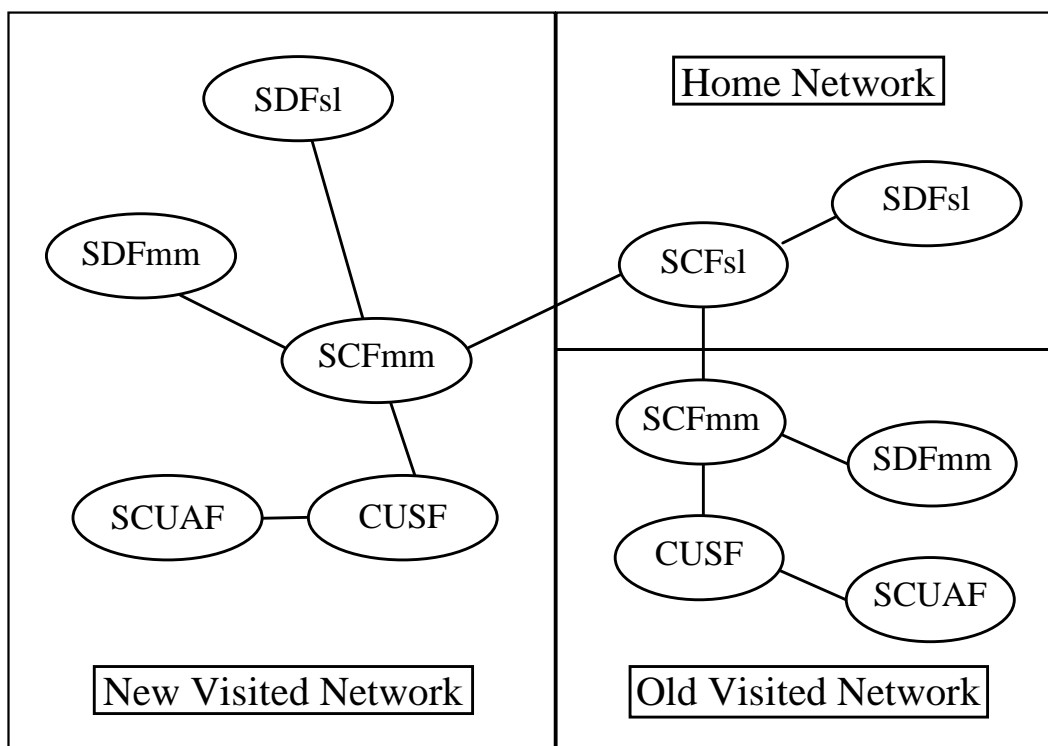 SDFsl
SDFmm
SCFmm
SCUAF
CUSF
New Visited Network
Home Network
SDFsl
SCFsl
SCFmm
SDFmm
CUSF
SCUAF
Old Visited Network